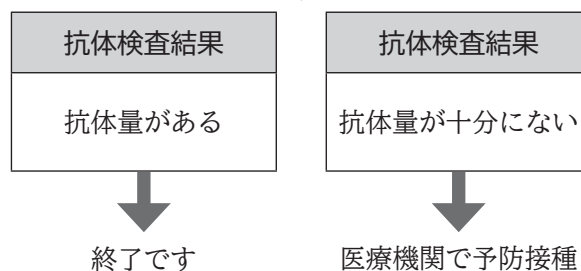 抗体検査結果
抗体量がある
終了です
抗体検査結果
抗体量が十分にない
医療機関で予防接種